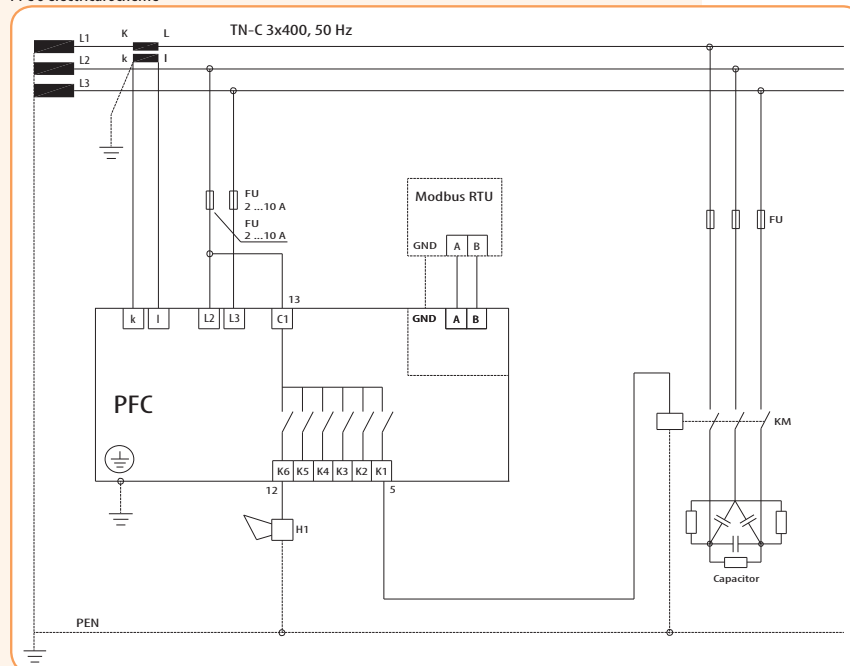 K L TN-C 3x400, 50 Hz
L1
k l
L2
L3
FU
2 ...10 A
FU
2 ...10 A
Modbus RTU
GND A B
FU
13
k l L2 L3 C1 GND A B
PFC
KM
K6 K5 K4 K3 K2 K1
12 5
H1
Capacitor
PEN